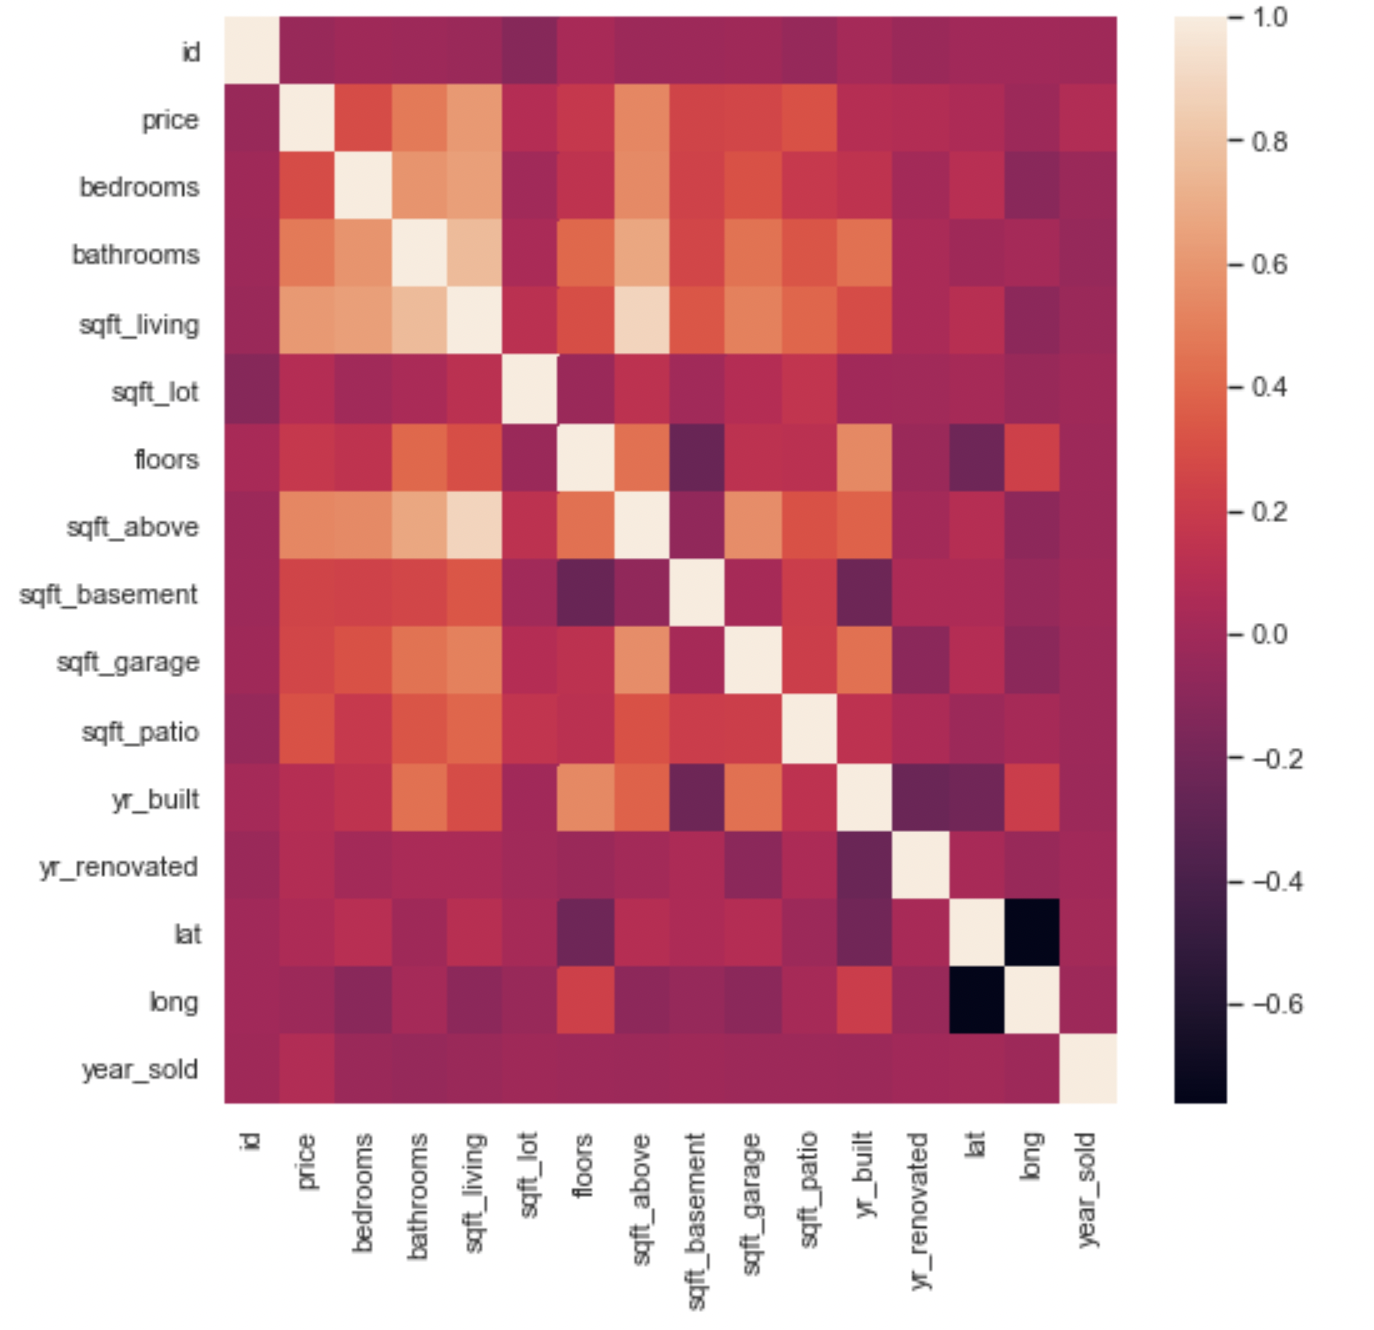 id
price
bedrooms
bathrooms
sqft_living
sqft_lot
floors
sqft_above
sqft_basement
sqft_garage
sqft_patio
yr_built
yr_renovated
lat
long
year_sold
id
price
bedrooms
bathrooms
sqft_living
sqft_lot
floors
sqft_above
sqft_basement
sqft_garage
sqft_patio
yr_built
yr_renovated
lat
long
year_sold
1.0
0.8
0.6
0.4
0.2
0.0
−0.2
−0.4
−0.6